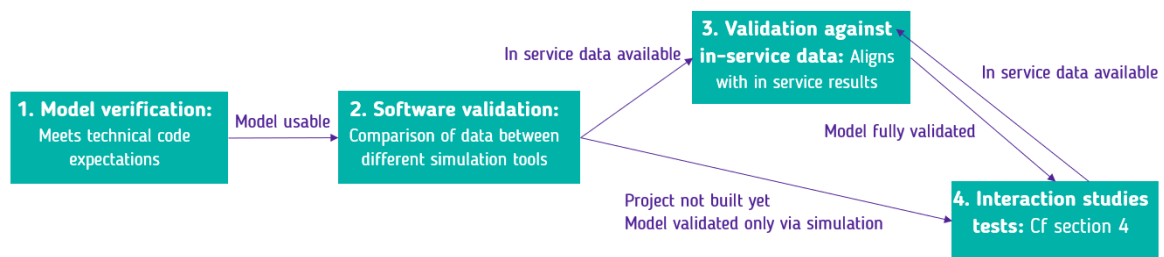 1. Model verification:
Meets technical code
expectations
Model usable
2. Software validation:
Comparison of data between
different simulation tools
In service data available
3. Validation against
in-service data: Aligns
with in service results
In service data available
Model fully validated
Project not built yet
Model validated only via simulation
4. Interaction studies
tests: Cf section 4